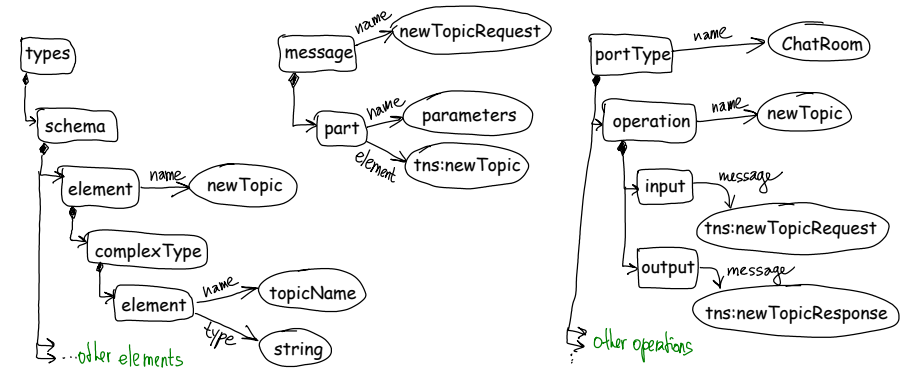 types
schema
element
name
newTopic
complexType
element
name
topicName
type
string
...other elements
message
name
newTopicRequest
part
name
parameters
element
tns:newTopic
portType
name
ChatRoom
operation
name
newTopic
input
message
tns:newTopicRequest
output
message
tns:newTopicResponse
other operations